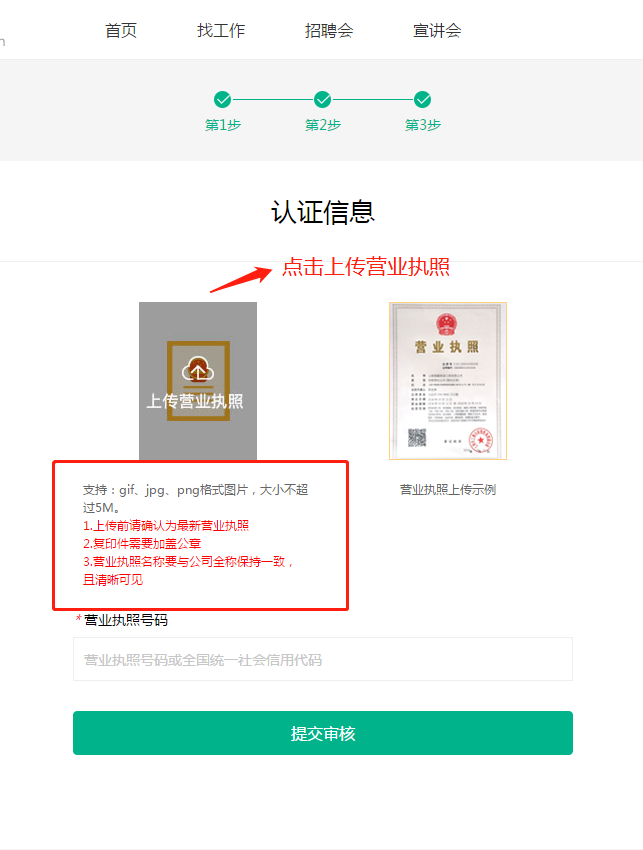 n
首页 找工作 招聘会 宣讲会
第1步 第2步 第3步
认证信息
点击上传营业执照
上传营业执照
营业执照
支持：gif、jpg、png格式图片，大小不超
过5M。
1.上传前请确认为最新营业执照
2.复印件需要加盖公章
3.营业执照名称要与公司全称保持一致，
且清晰可见
营业执照上传示例
*营业执照号码
营业执照号码或全国统一社会信用代码
提交审核